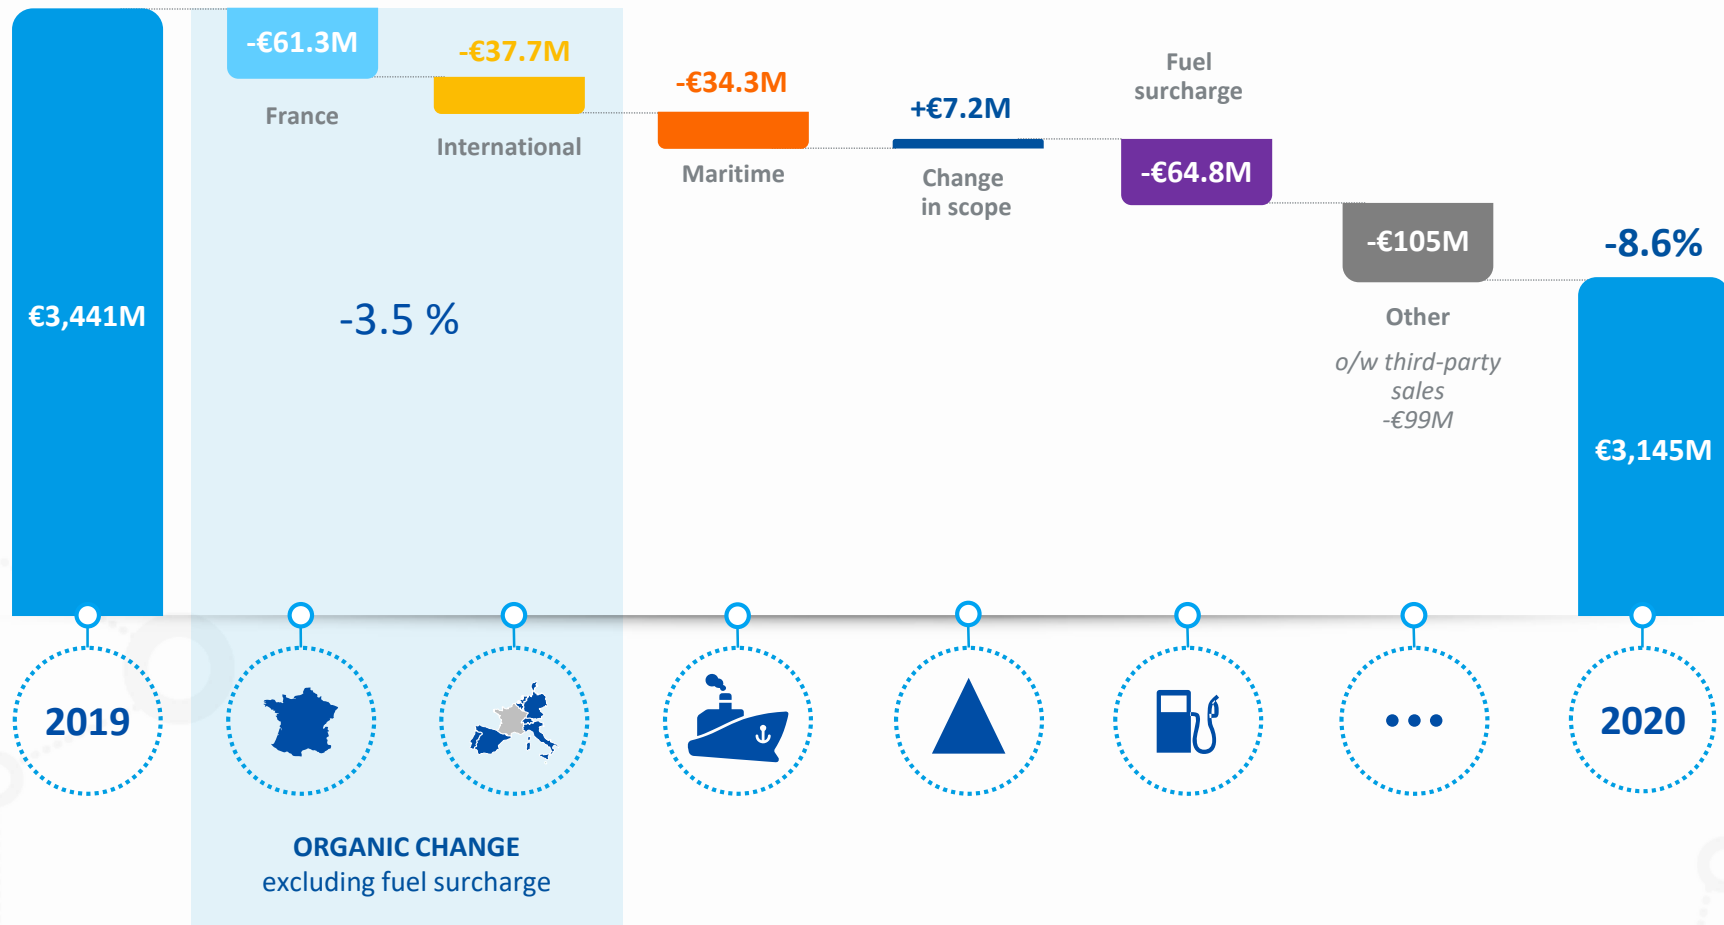 €3,441M
-€61.3M
France
-€37.7M
International
-3.5 %
-€34.3M
Maritime
+€7.2M
Change
in scope
Fuel
surcharge
-€64.8M
-€105M
Other
o/w third-party
sales
-€99M
-8.6%
€3,145M
2019
2020
ORGANIC CHANGE
excluding fuel surcharge